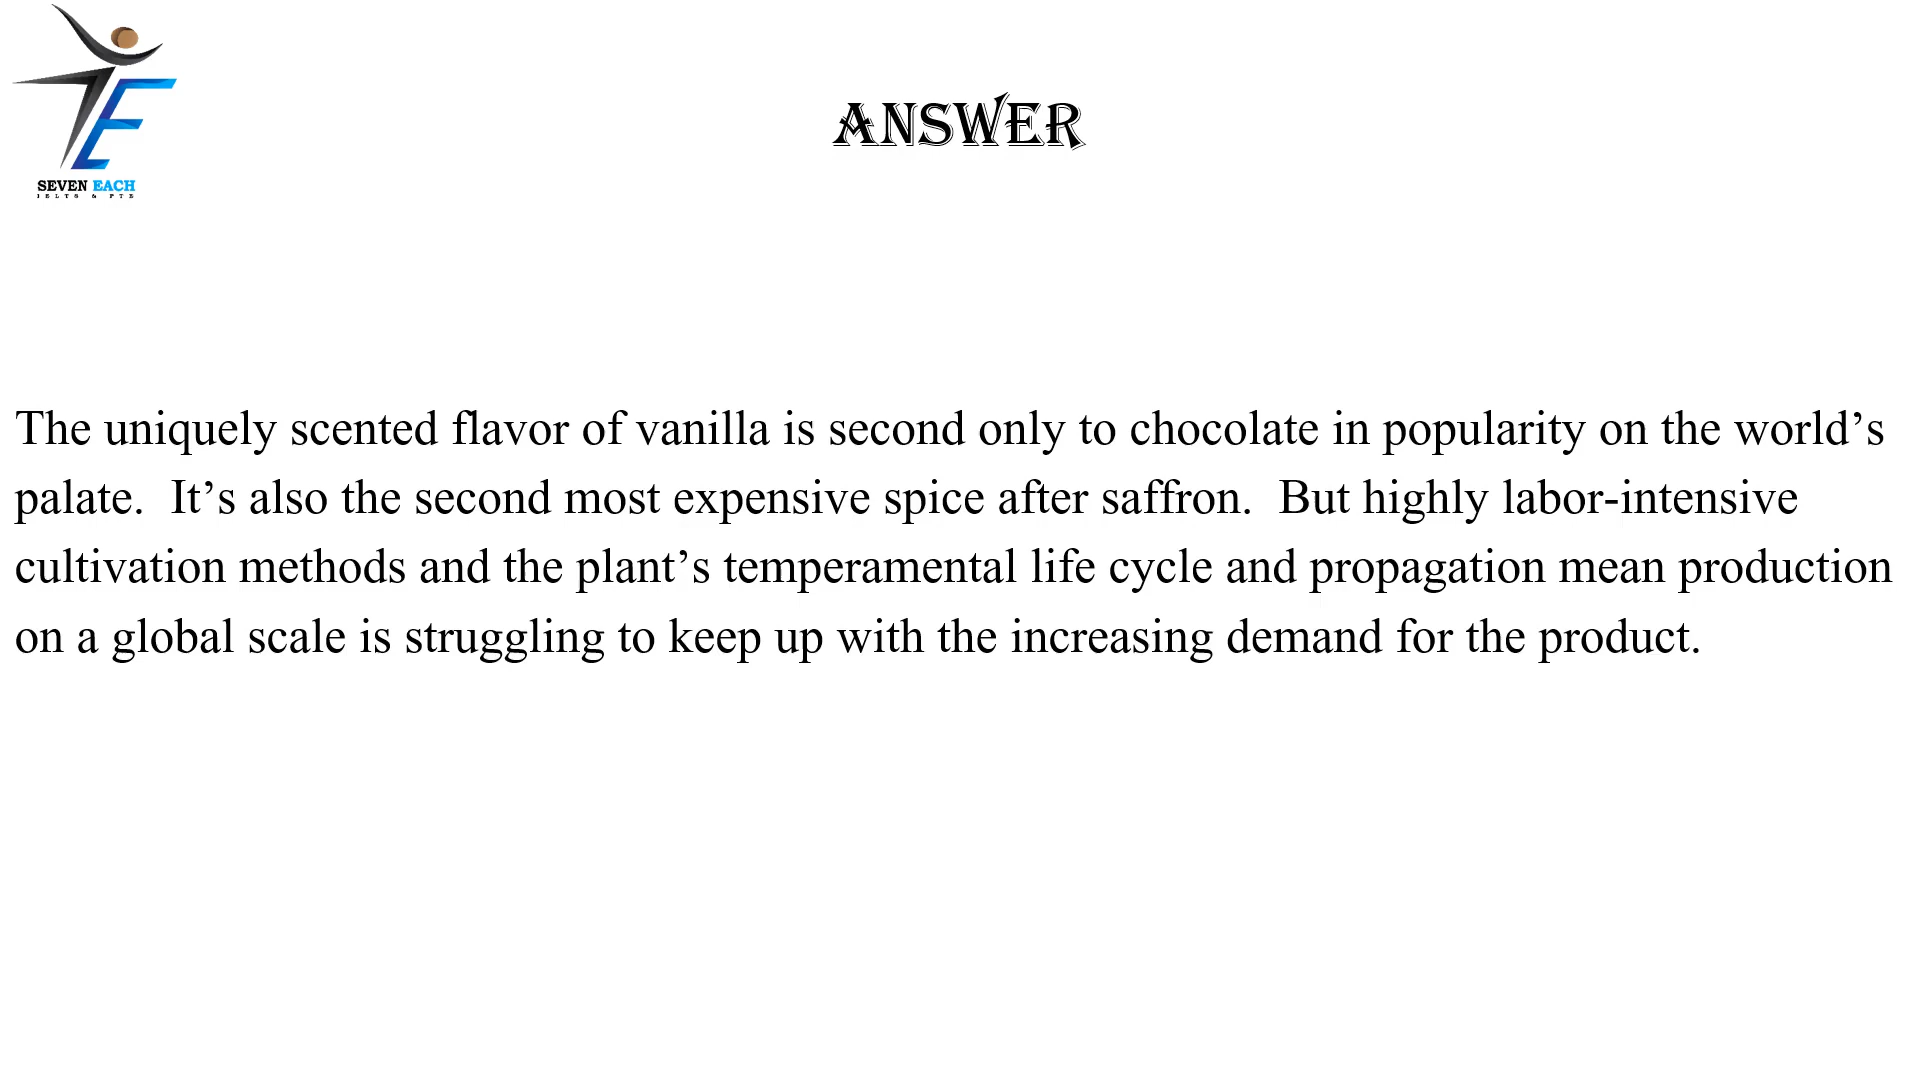 SEVEN EACH
IELTS & PTE
ANSWER
The uniquely scented flavor of vanilla is second only to chocolate in popularity on the world’s
palate.  It’s also the second most expensive spice after saffron.  But highly labor-intensive
cultivation methods and the plant’s temperamental life cycle and propagation mean production
on a global scale is struggling to keep up with the increasing demand for the product.